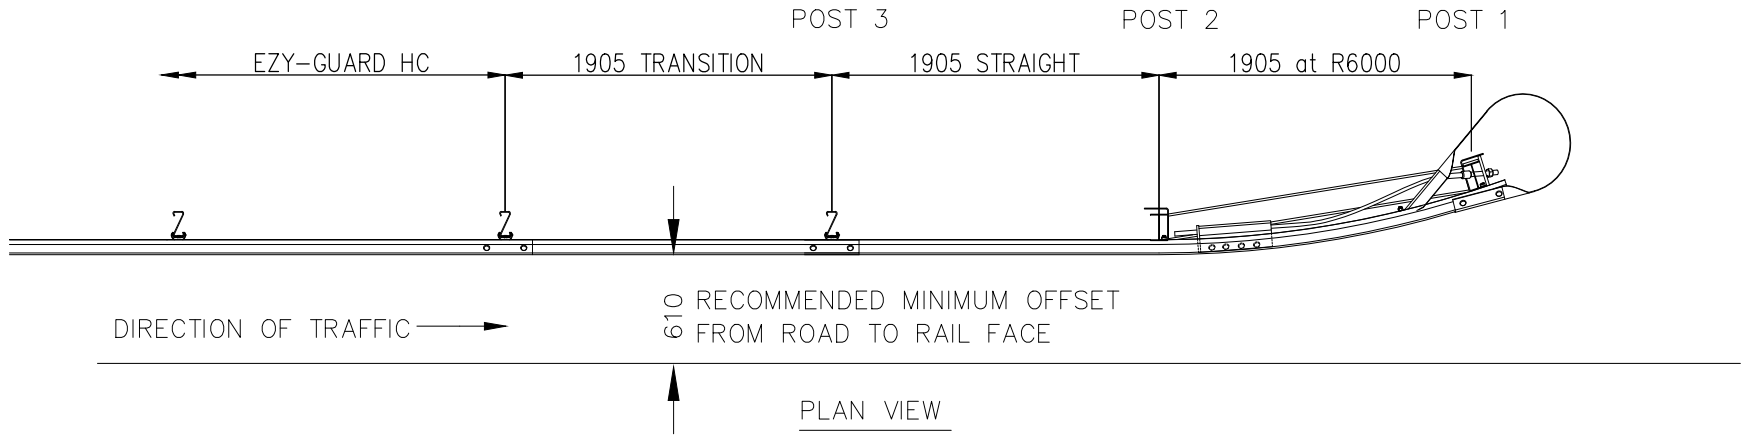 POST 3 POST 2 POST 1
EZY-GUARD HC 1905 TRANSITION 1905 STRAIGHT 1905 at R6000
610 RECOMMENDED MINIMUM OFFSET
FROM ROAD TO RAIL FACE
DIRECTION OF TRAFFIC
PLAN VIEW